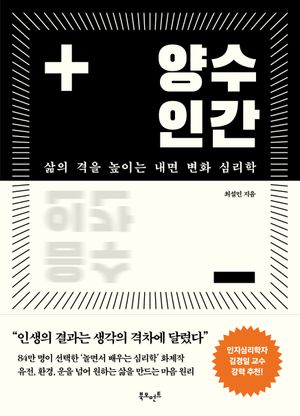 +
양수
인간
삶의 격을 높이는 내면 변화 심리학
최설민 지음
인간
음수
-
“인생의 결과는 생각의 격차에 달렸다”
84만 명이 선택한 ‘놀면서 배우는 심리학’ 화제작
유전, 환경, 운을 넘어 원하는 삶을 만드는 마음 원리
인지심리학자
김경일 교수
강력 추천!
북모먼트